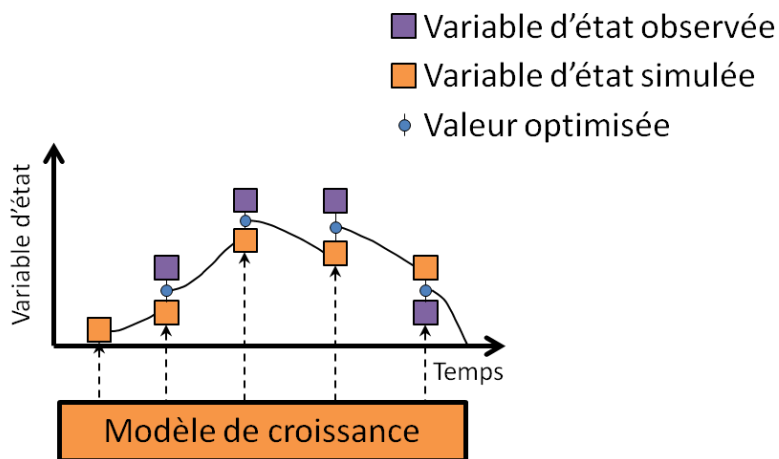 Variable d'état observée
Variable d'état simulée
Valeur optimisée
Variable d'état
Temps
Modèle de croissance